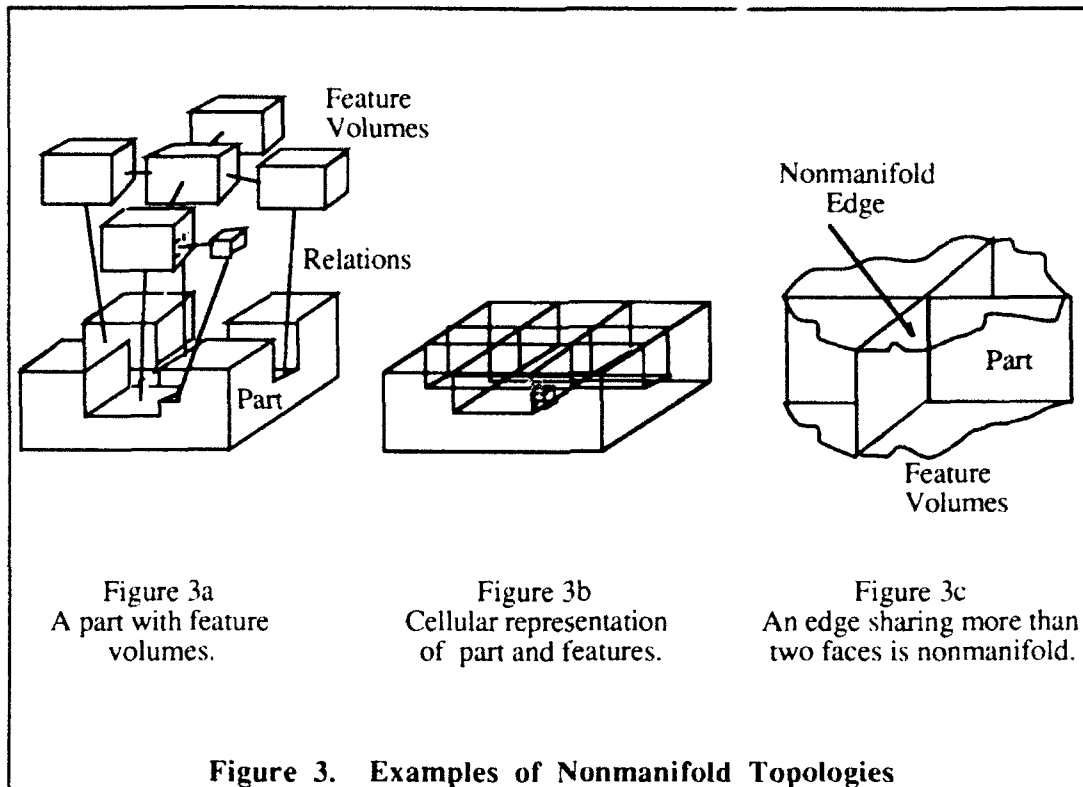 Feature
Volumes
Relations
Part
Nonmanifold
Edge
Part
Feature
Volumes
Figure 3a
A part with feature
volumes.
Figure 3b
Cellular representation
of part and features.
Figure 3c
An edge sharing more than
two faces is nonmanifold.
Figure 3. Examples of Nonmanifold Topologies